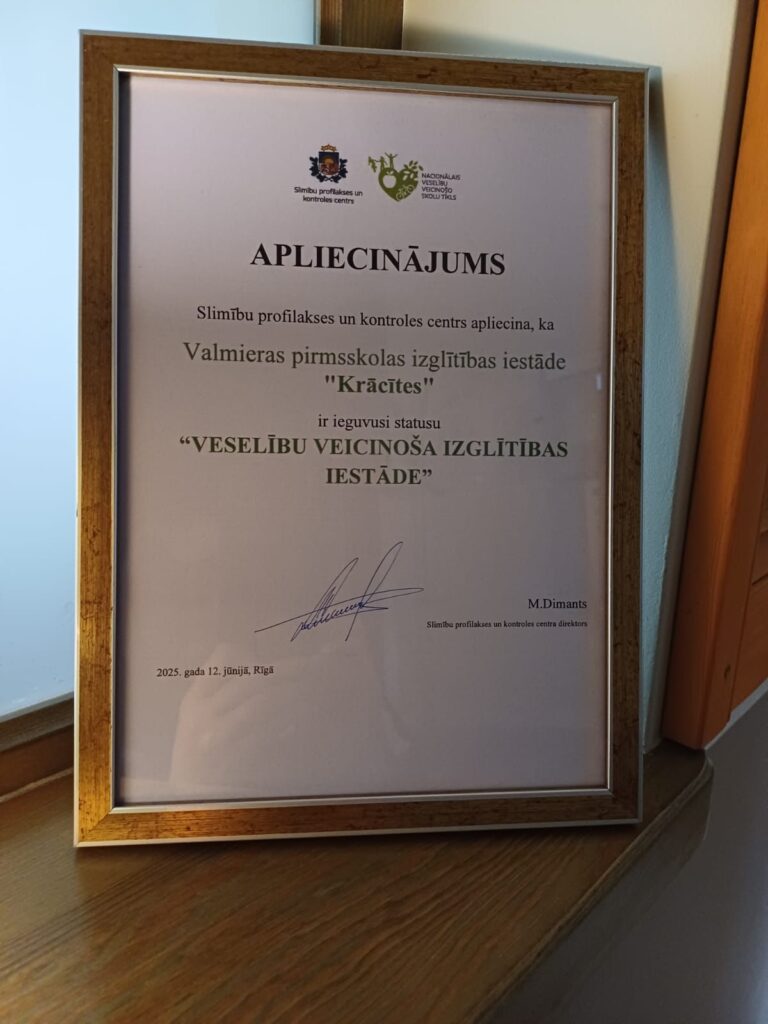 Slimību profilakses un
kontroles centrs
NACIONĀLAIS
VESELĪBU
VEICINOŠO
SKOLU TĪKLS
APLIECINĀJUMS
Slimību profilakses un kontroles centrs apliecina, ka
Valmieras pirmsskolas izglītības iestāde
"Krācītes"
ir ieguvusi statusu
“VESELĪBU VEICINOŠA IZGLĪTĪBAS
IESTĀDE”
M.Dimants
Slimību profilakses un kontroles centra direktors
2025. gada 12. jūnijā, Rīgā